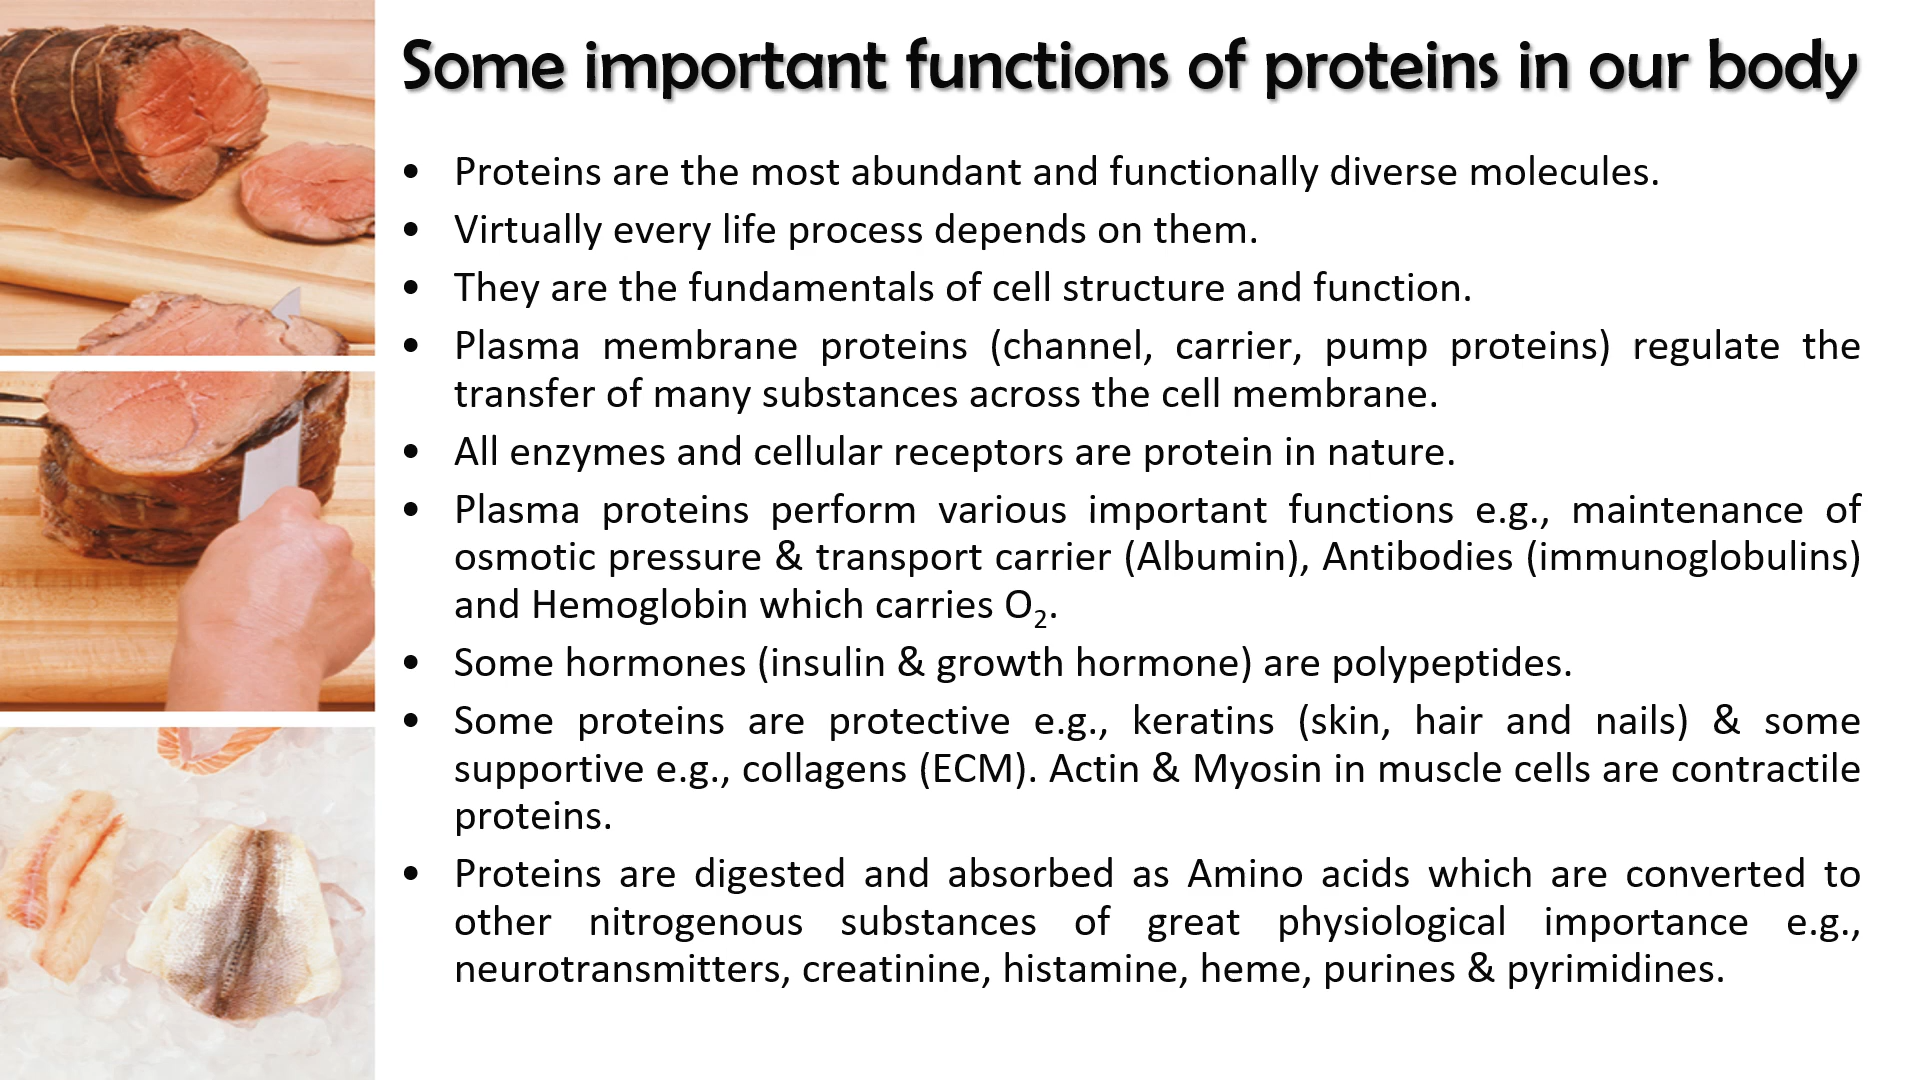 Some important functions of proteins in our body
• Proteins are the most abundant and functionally diverse molecules.
• Virtually every life process depends on them.
• They are the fundamentals of cell structure and function.
• Plasma membrane proteins (channel, carrier, pump proteins) regulate the
transfer of many substances across the cell membrane.
• All enzymes and cellular receptors are protein in nature.
• Plasma proteins perform various important functions e.g., maintenance of
osmotic pressure & transport carrier (Albumin), Antibodies (immunoglobulins)
and Hemoglobin which carries O₂.
• Some hormones (insulin & growth hormone) are polypeptides.
• Some proteins are protective e.g., keratins (skin, hair and nails) & some
supportive e.g., collagens (ECM). Actin & Myosin in muscle cells are contractile
proteins.
• Proteins are digested and absorbed as Amino acids which are converted to
other nitrogenous substances of great physiological importance e.g.,
neurotransmitters, creatinine, histamine, heme, purines & pyrimidines.